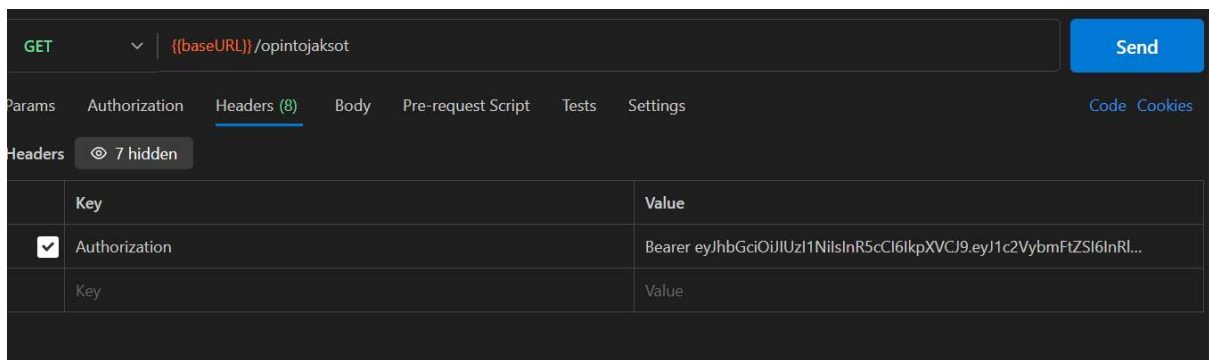 GET {{baseURL}}/opintojaksot Send
Params Authorization Headers (8) Body Pre-request Script Tests Settings Code Cookies
Headers 7 hidden
Key Value
Authorization Bearer eyJhbGciOiJIUzI1NiIsInR5cCI6IkpXVCJ9.eyJ1c2VybmFtZSI6InRl...
Key Value